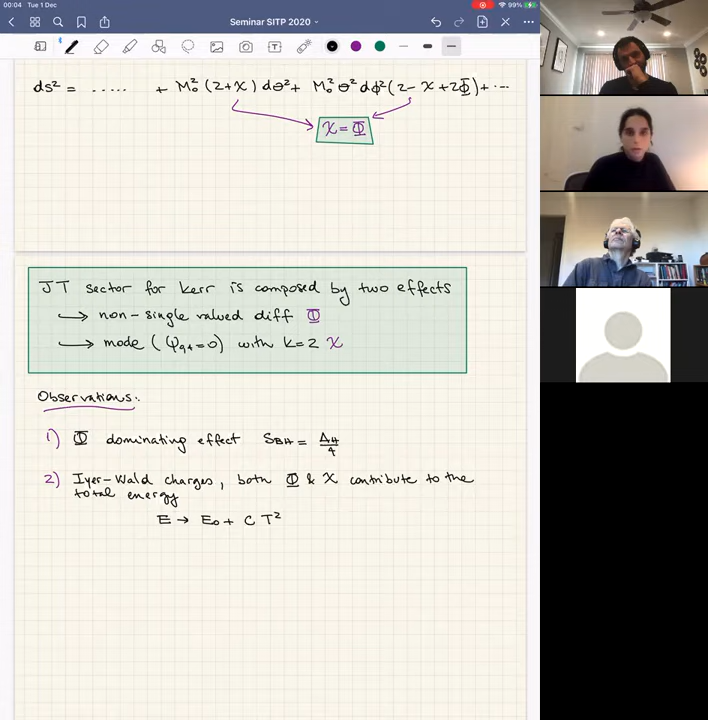 00:04 Tue 1 Dec
99%
Seminar SITP 2020
ds² = ..... + M₀² (2+χ) dθ² + M₀² θ² dϕ² (2 - χ + 2Φ) + ...
χ = Φ
JT sector for Kerr is composed by two effects
→ non-single valued diff Φ
→ mode (Ψ₉₄=0) with k=2 χ
Observations:
1) Φ dominating effect S_BH = A_H/4
2) Iyer-Wald charges, both Φ & χ contribute to the
total energy
E → E₀ + C T²